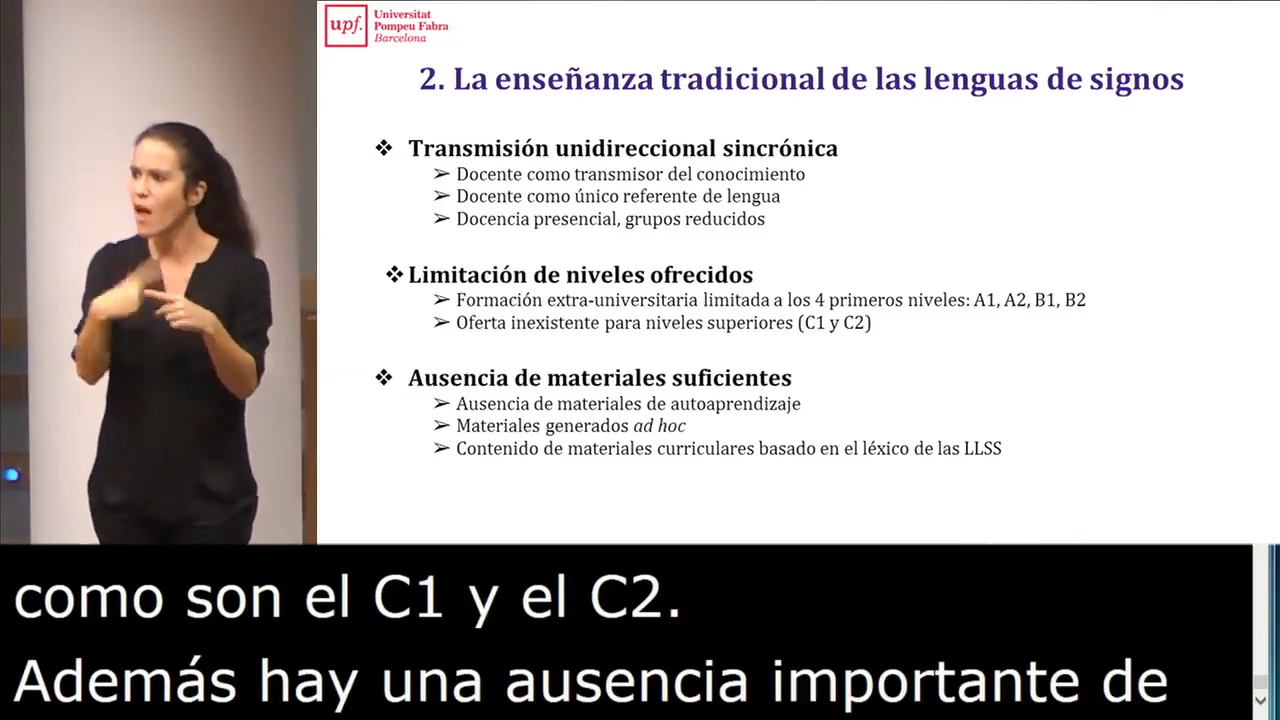 upf.
Universitat
Pompeu Fabra
Barcelona
2. La enseñanza tradicional de las lenguas de signos
❖ Transmisión unidireccional sincrónica
➢ Docente como transmisor del conocimiento
➢ Docente como único referente de lengua
➢ Docencia presencial, grupos reducidos
❖ Limitación de niveles ofrecidos
➢ Formación extra-universitaria limitada a los 4 primeros niveles: A1, A2, B1, B2
➢ Oferta inexistente para niveles superiores (C1 y C2)
❖ Ausencia de materiales suficientes
➢ Ausencia de materiales de autoaprendizaje
➢ Materiales generados ad hoc
➢ Contenido de materiales curriculares basado en el léxico de las LLSS
como son el C1 y el C2.
Además hay una ausencia importante de